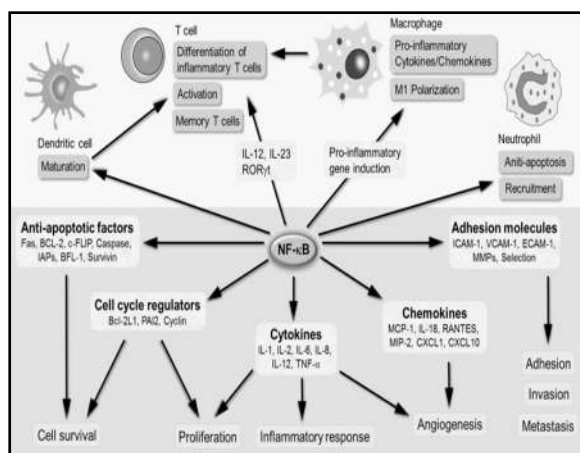 T cell
Differentiation of
inflammatory T cells
Activation
Memory T cells
Macrophage
Pro-inflammatory
Cytokines/Chemokines
M1 Polarization
Dendritic cell
Maturation
IL-12, IL-23
RORγt
Pro-inflammatory
gene induction
Neutrophil
Anti-apoptosis
Recruitment
Anti-apoptotic factors
Fas, BCL-2, c-FLIP, Caspase,
IAPs, BFL-1, Survivin
NF-κB
Adhesion molecules
ICAM-1, VCAM-1, ECAM-1,
MMPs, Selection
Cell cycle regulators
Bcl-2L1, PAI2, Cyclin
Cytokines
IL-1, IL-2, IL-6, IL-8,
IL-12, TNF-α
Chemokines
MCP-1, IL-18, RANTES,
MIP-2, CXCL1, CXCL10
Adhesion
Invasion
Metastasis
Cell survival
Proliferation
Inflammatory response
Angiogenesis